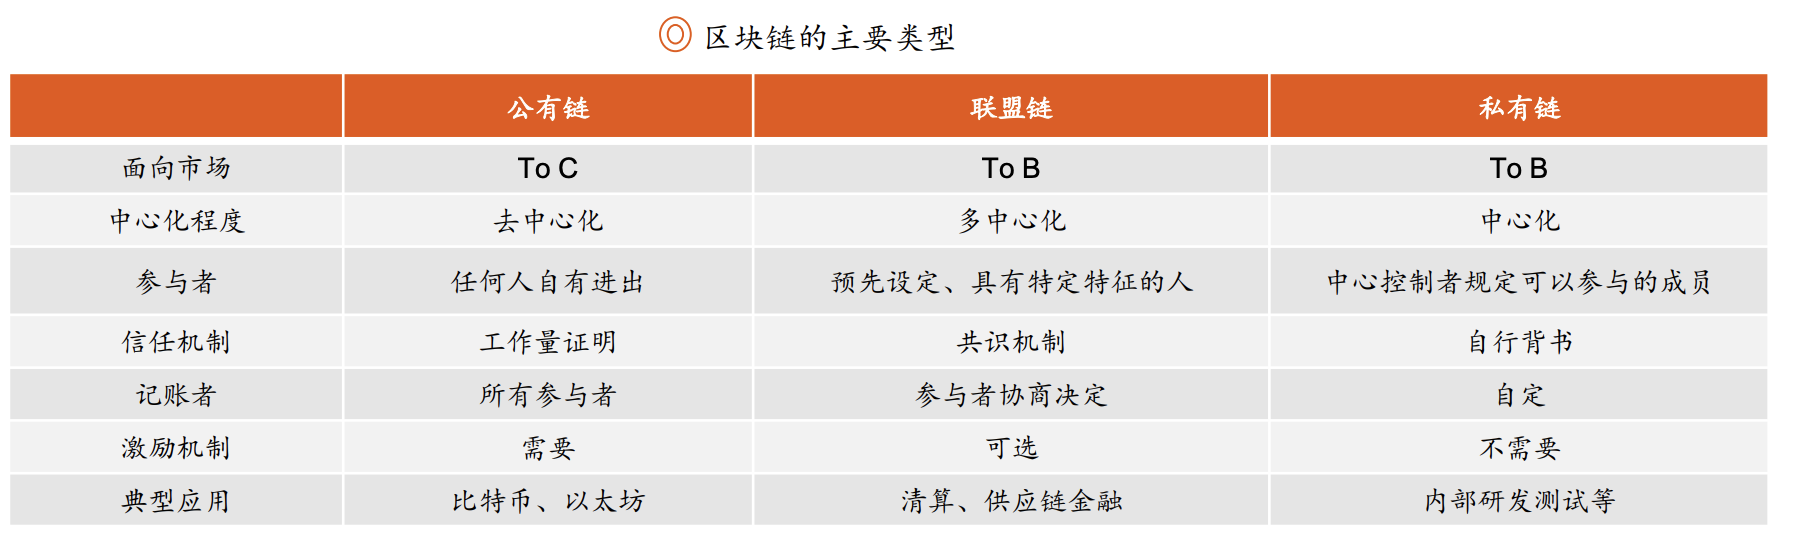 区块链的主要类型
公有链 联盟链 私有链
面向市场 To C To B To B
中心化程度 去中心化 多中心化 中心化
参与者 任何人自有进出 预先设定、具有特定特征的人 中心控制者规定可以参与的成员
信任机制 工作量证明 共识机制 自行背书
记账者 所有参与者 参与者协商决定 自定
激励机制 需要 可选 不需要
典型应用 比特币、以太坊 清算、供应链金融 内部研发测试等